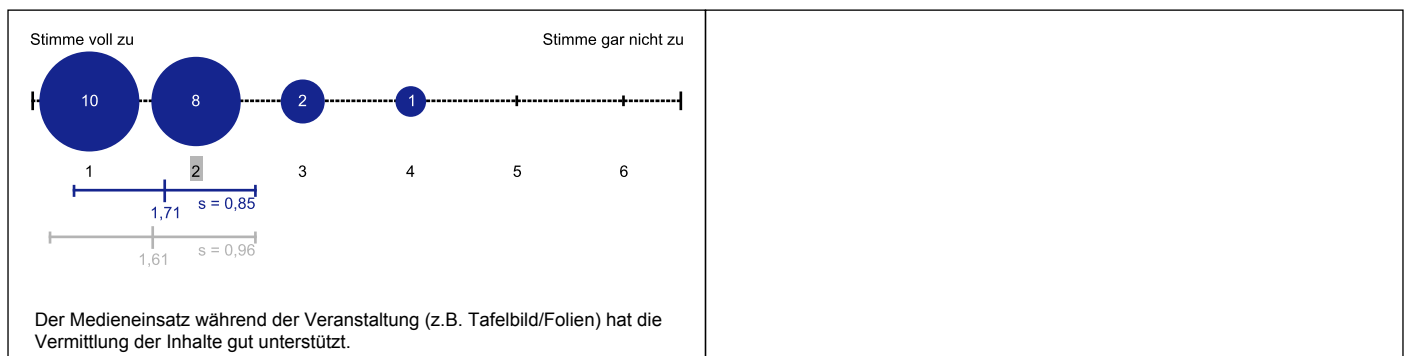 Stimme voll zu Stimme gar nicht zu
10 8 2 1
1 2 3 4 5 6
s = 0,85
1,71
s = 0,96
1,61
Der Medieneinsatz während der Veranstaltung (z.B. Tafelbild/Folien) hat die
Vermittlung der Inhalte gut unterstützt.